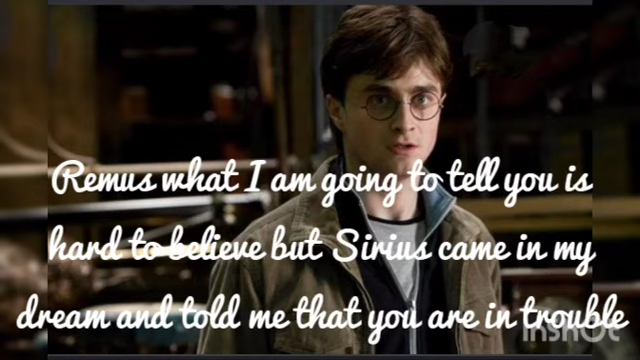 Remus what I am going to tell you is
hard to believe but Sirius came in my
dream and told me that you are in trouble
InShOt